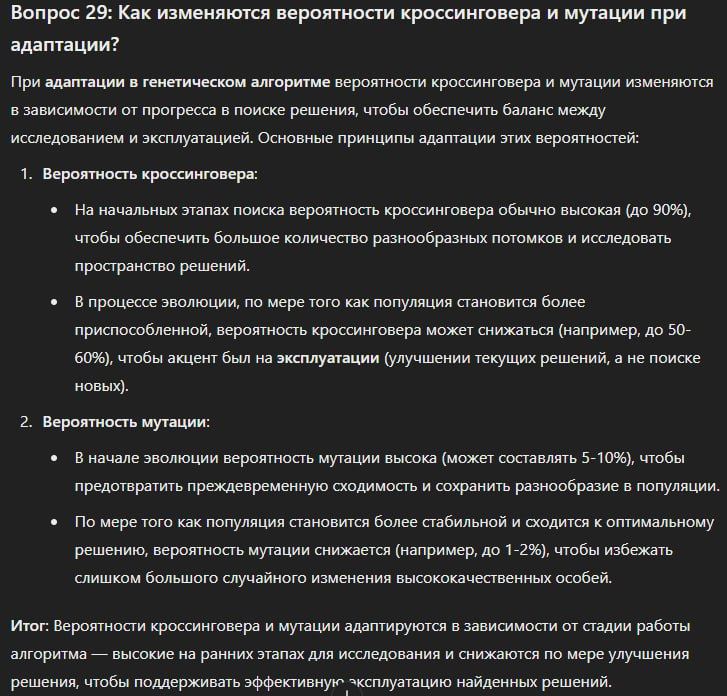 Вопрос 29: Как изменяются вероятности кроссинговера и мутации при
адаптации?
При адаптации в генетическом алгоритме вероятности кроссинговера и мутации изменяются
в зависимости от прогресса в поиске решения, чтобы обеспечить баланс между
исследованием и эксплуатацией. Основные принципы адаптации этих вероятностей:
1. Вероятность кроссинговера:
• На начальных этапах поиска вероятность кроссинговера обычно высокая (до 90%),
чтобы обеспечить большое количество разнообразных потомков и исследовать
пространство решений.
• В процессе эволюции, по мере того как популяция становится более
приспособленной, вероятность кроссинговера может снижаться (например, до 50-
60%), чтобы акцент был на эксплуатации (улучшении текущих решений, а не поиске
новых).
2. Вероятность мутации:
• В начале эволюции вероятность мутации высока (может составлять 5-10%), чтобы
предотвратить преждевременную сходимость и сохранить разнообразие в популяции.
• По мере того как популяция становится более стабильной и сходится к оптимальному
решению, вероятность мутации снижается (например, до 1-2%), чтобы избежать
слишком большого случайного изменения высококачественных особей.
Итог: Вероятности кроссинговера и мутации адаптируются в зависимости от стадии работы
алгоритма — высокие на ранних этапах для исследования и снижаются по мере улучшения
решения, чтобы поддерживать эффективную эксплуатацию найденных решений.